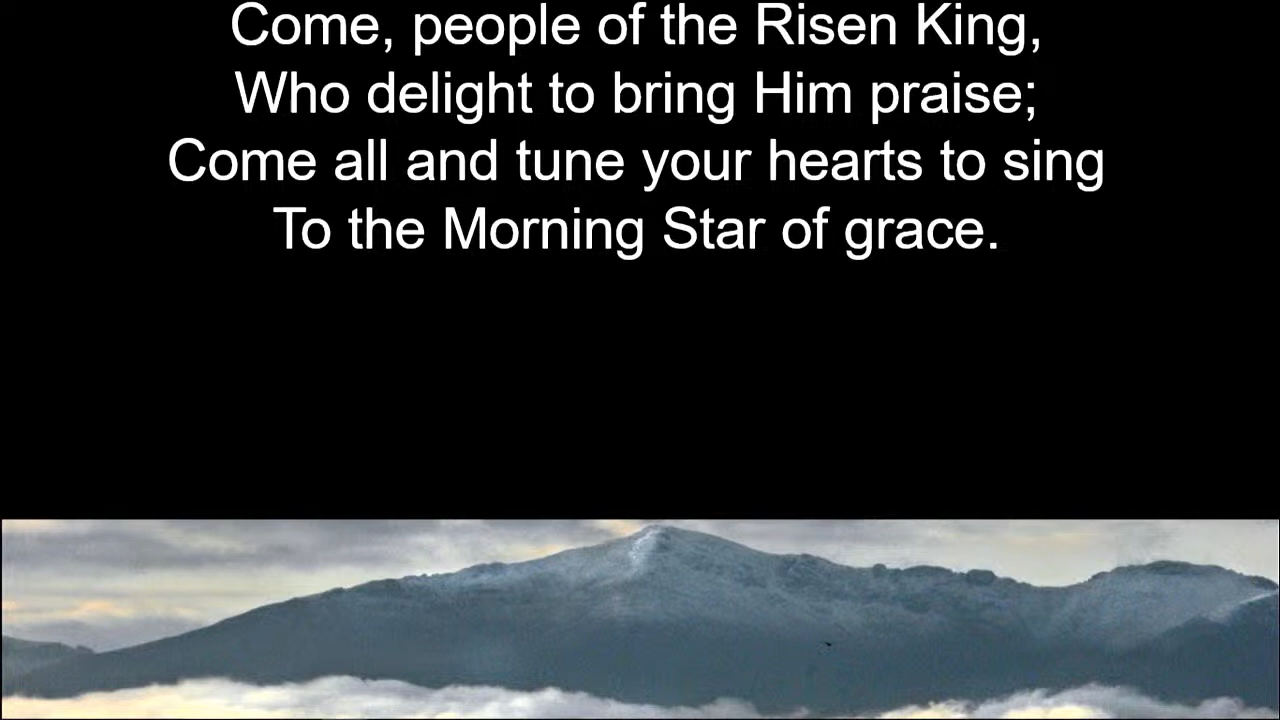 Come, people of the Risen King,
Who delight to bring Him praise;
Come all and tune your hearts to sing
To the Morning Star of grace.